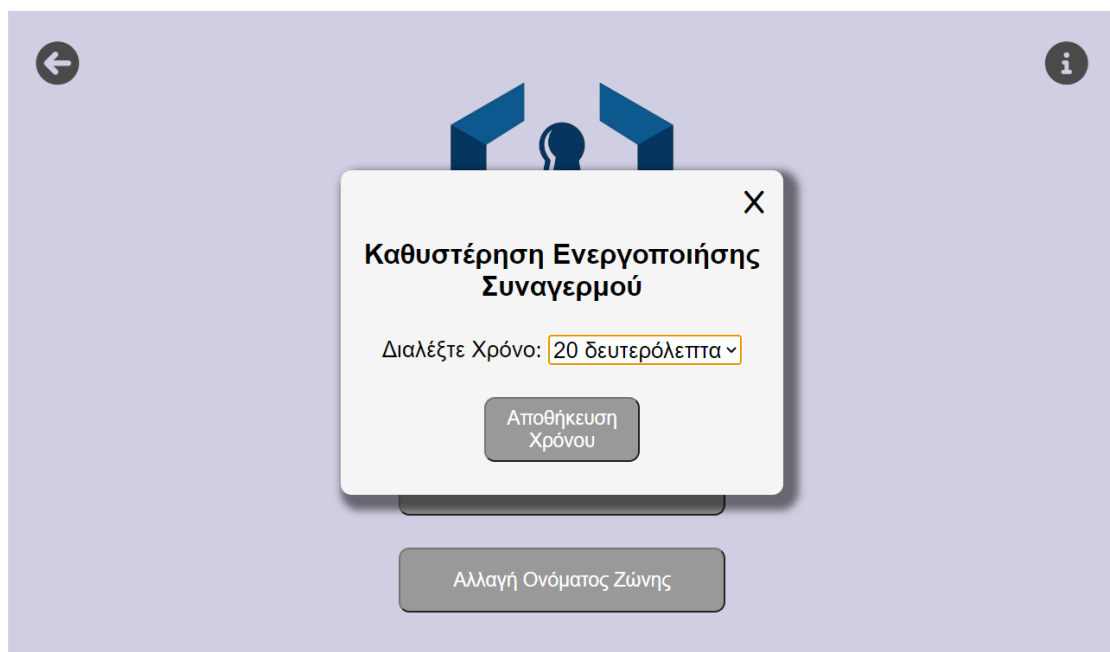 X
Καθυστέρηση Ενεργοποιήσης
Συναγερμού
Διαλέξτε Χρόνο: 20 δευτερόλεπτα
Αποθήκευση
Χρόνου
Αλλαγή Ονόματος Ζώνης